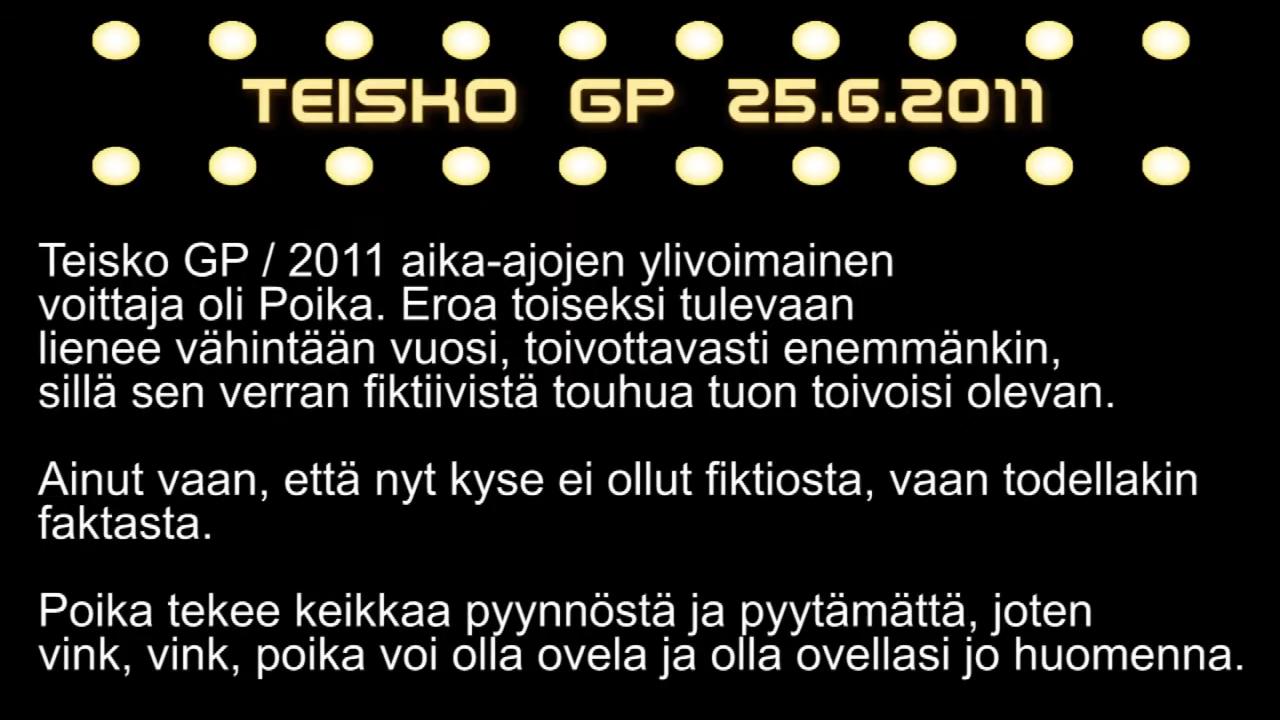 TEISKO GP 25.6.2011
Teisko GP / 2011 aika-ajojen ylivoimainen
voittaja oli Poika. Eroa toiseksi tulevaan
lienee vähintään vuosi, toivottavasti enemmänkin,
sillä sen verran fiktiivistä touhua tuon toivoisi olevan.
Ainut vaan, että nyt kyse ei ollut fiktiosta, vaan todellakin
faktasta.
Poika tekee keikkaa pyynnöstä ja pyytämättä, joten
vink, vink, poika voi olla ovela ja olla ovellasi jo huomenna.